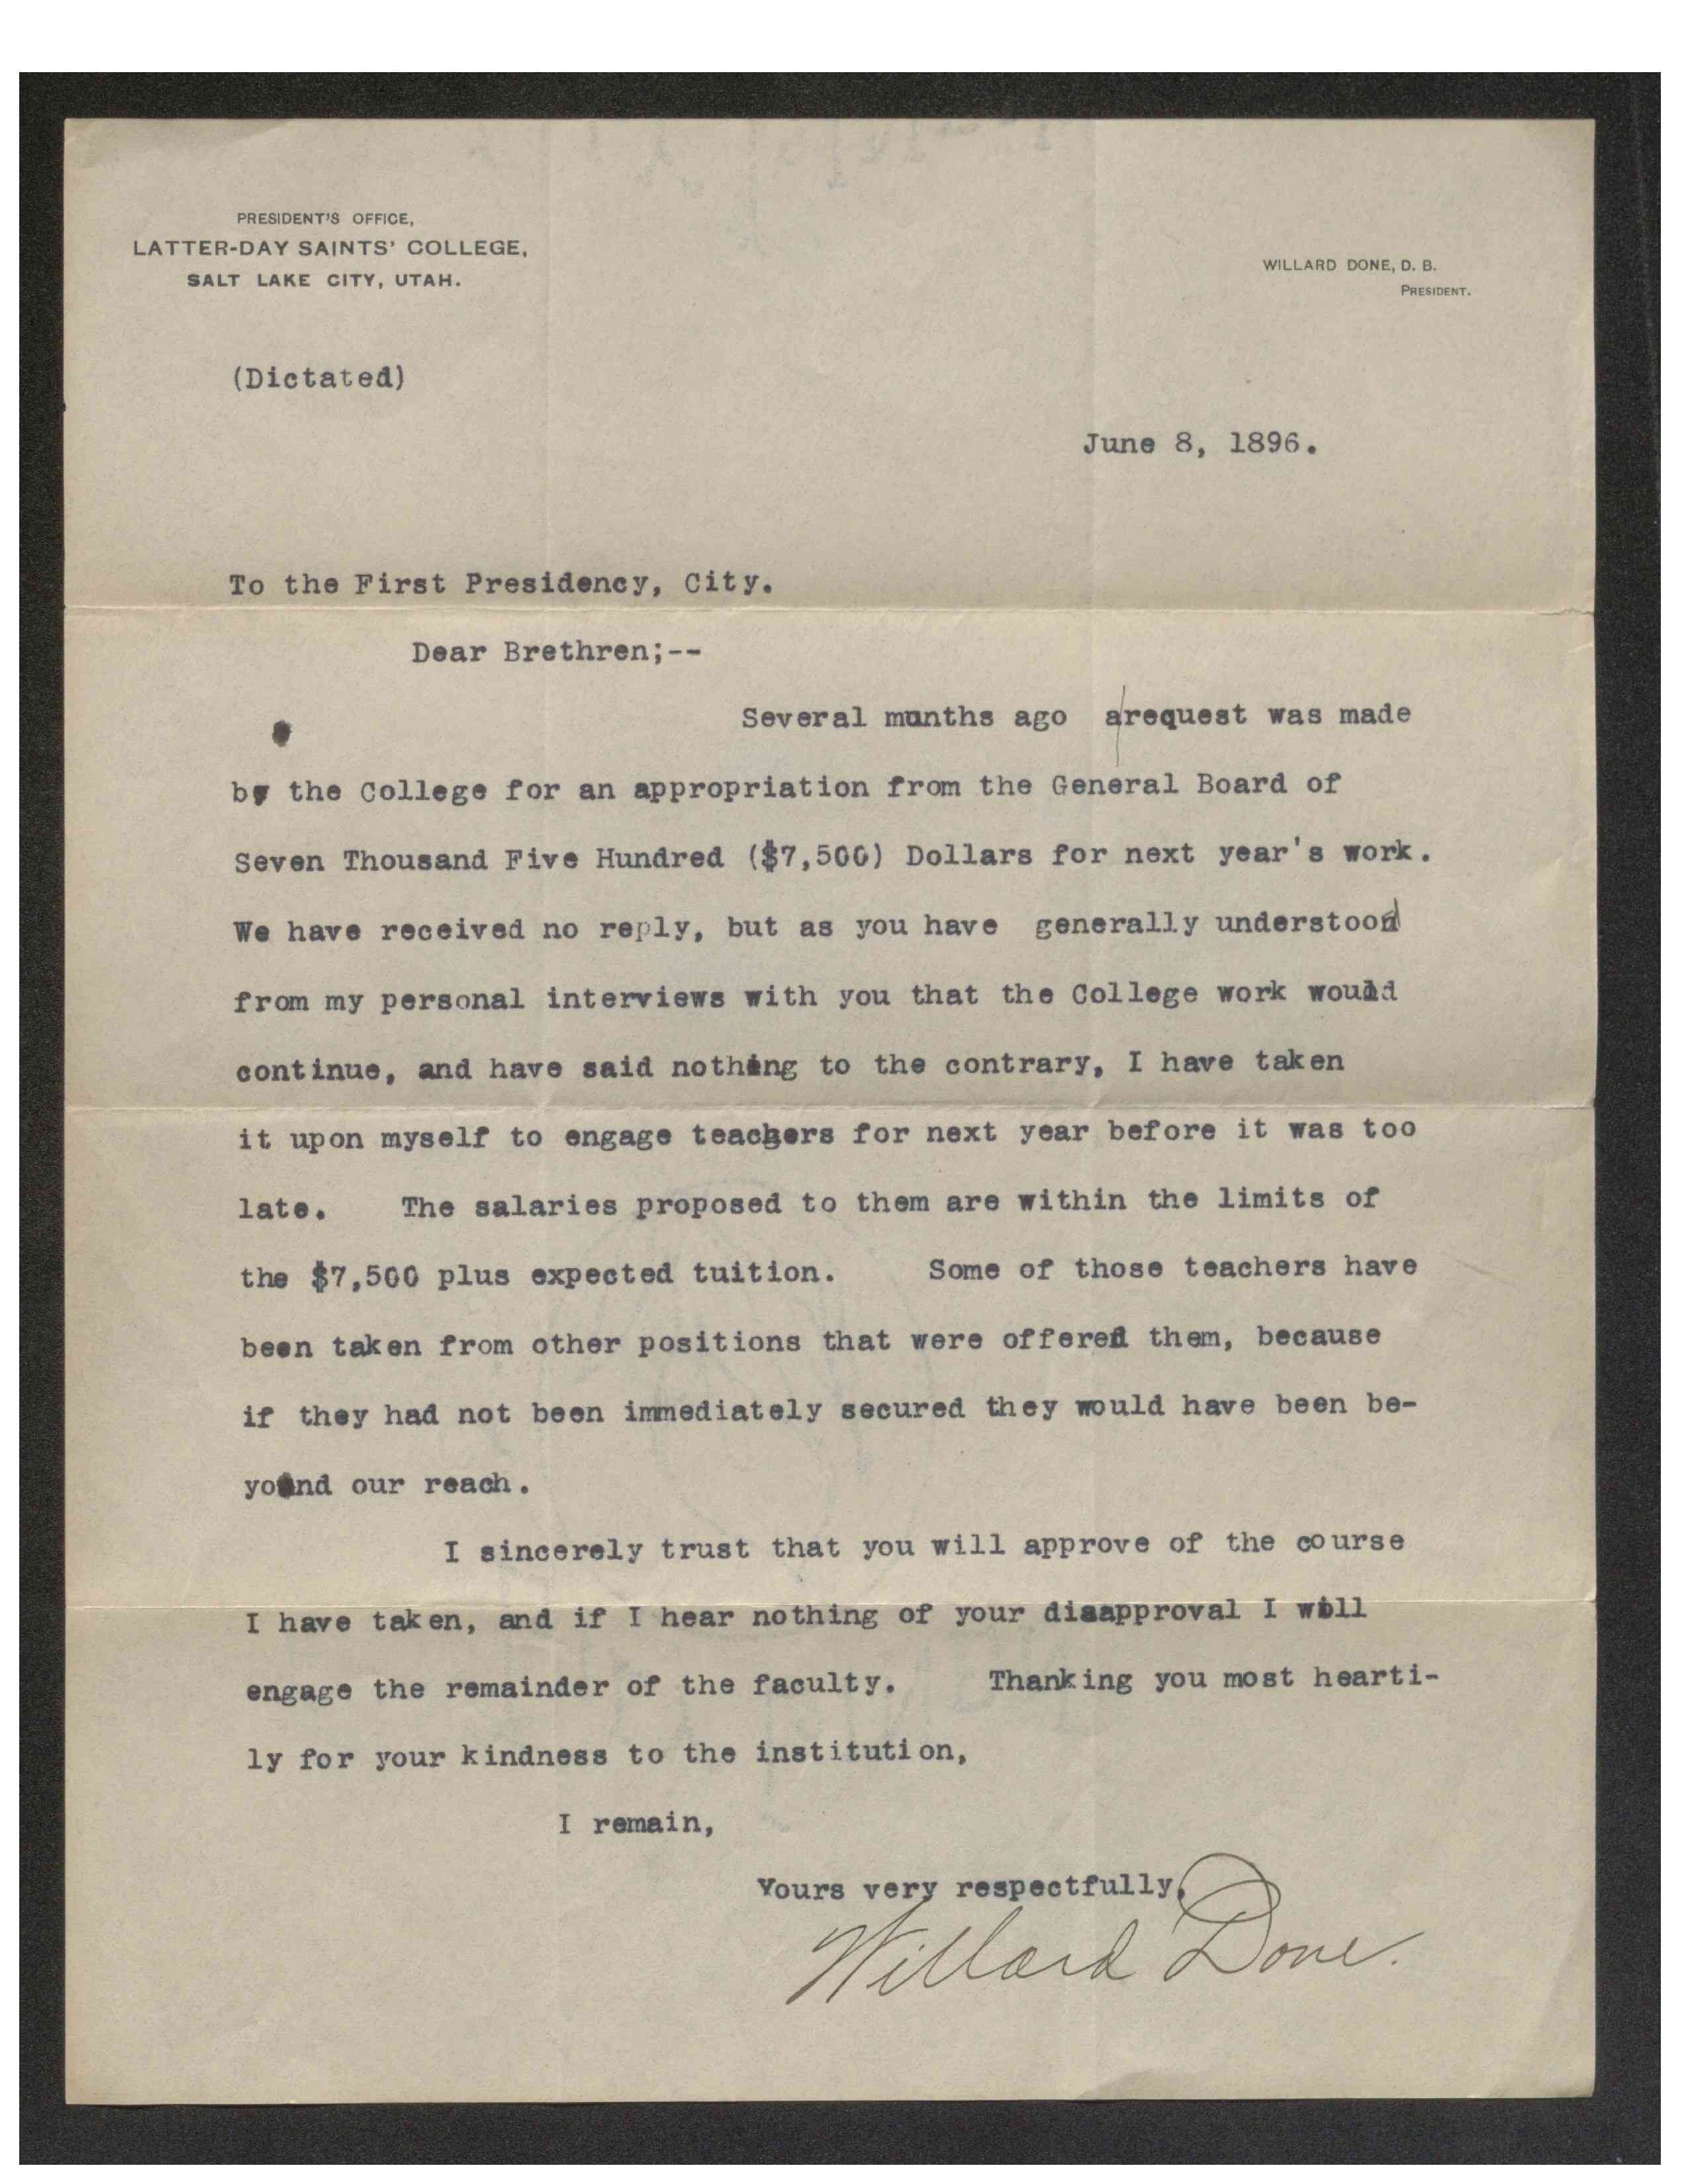 PRESIDENT'S OFFICE,
LATTER-DAY SAINTS' COLLEGE,
SALT LAKE CITY, UTAH.
WILLARD DONE, D. B.
PRESIDENT.
(Dictated)
June 8, 1896.
To the First Presidency, City.
Dear Brethren;--
Several munths ago a request was made
by the College for an appropriation from the General Board of
Seven Thousand Five Hundred ($7,500) Dollars for next year's work.
We have received no reply, but as you have generally understood
from my personal interviews with you that the College work would
continue, and have said nothing to the contrary, I have taken
it upon myself to engage teachers for next year before it was too
late. The salaries proposed to them are within the limits of
the $7,500 plus expected tuition. Some of those teachers have
been taken from other positions that were offered them, because
if they had not been immediately secured they would have been be-
yound our reach.
I sincerely trust that you will approve of the course
I have taken, and if I hear nothing of your disapproval I will
engage the remainder of the faculty. Thanking you most hearti-
ly for your kindness to the institution,
I remain,
Yours very respectfully,
Willard Done.